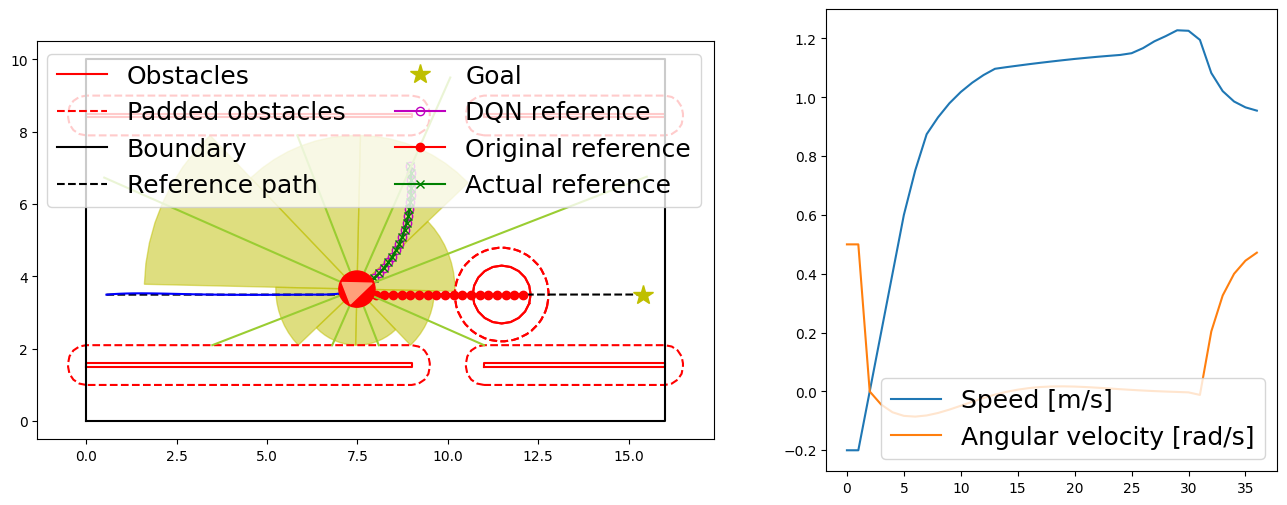 Obstacles
Padded obstacles
Boundary
Reference path
Goal
DQN reference
Original reference
Actual reference
10
8
6
4
2
0
0.0 2.5 5.0 7.5 10.0 12.5 15.0
1.2
1.0
0.8
0.6
0.4
0.2
0.0
−0.2
Speed [m/s]
Angular velocity [rad/s]
0 5 10 15 20 25 30 35